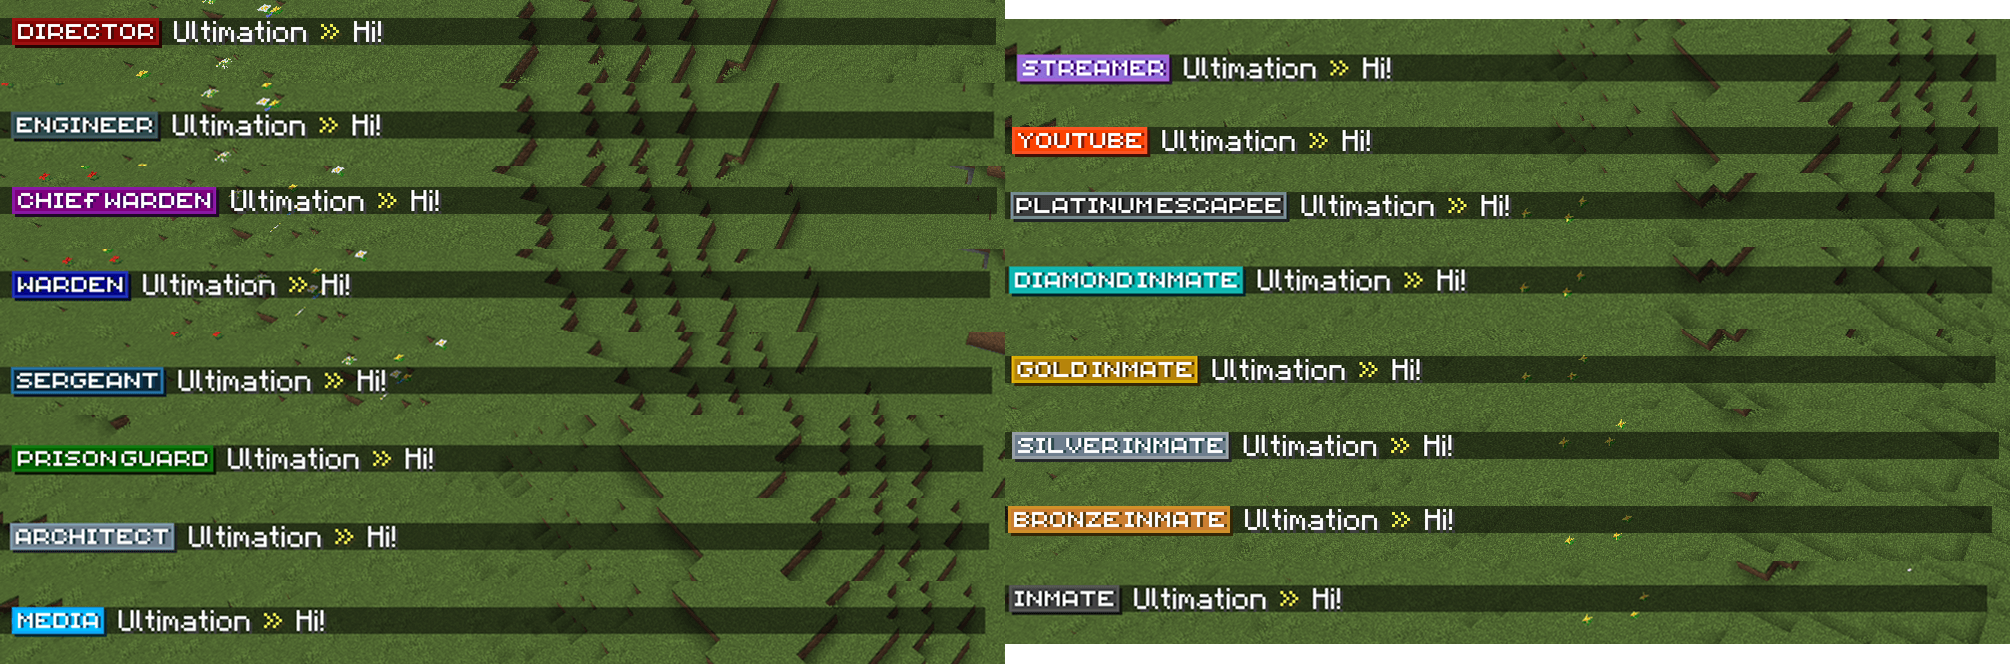 DIRECTOR Ultimation » Hi!
ENGINEER Ultimation » Hi!
CHIEF WARDEN Ultimation » Hi!
WARDEN Ultimation » Hi!
SERGEANT Ultimation » Hi!
PRISON GUARD Ultimation » Hi!
ARCHITECT Ultimation » Hi!
MEDIA Ultimation » Hi!
STREAMER Ultimation » Hi!
YOUTUBE Ultimation » Hi!
PLATINUM ESCAPEE Ultimation » Hi!
DIAMOND INMATE Ultimation » Hi!
GOLD INMATE Ultimation » Hi!
SILVER INMATE Ultimation » Hi!
BRONZE INMATE Ultimation » Hi!
INMATE Ultimation » Hi!